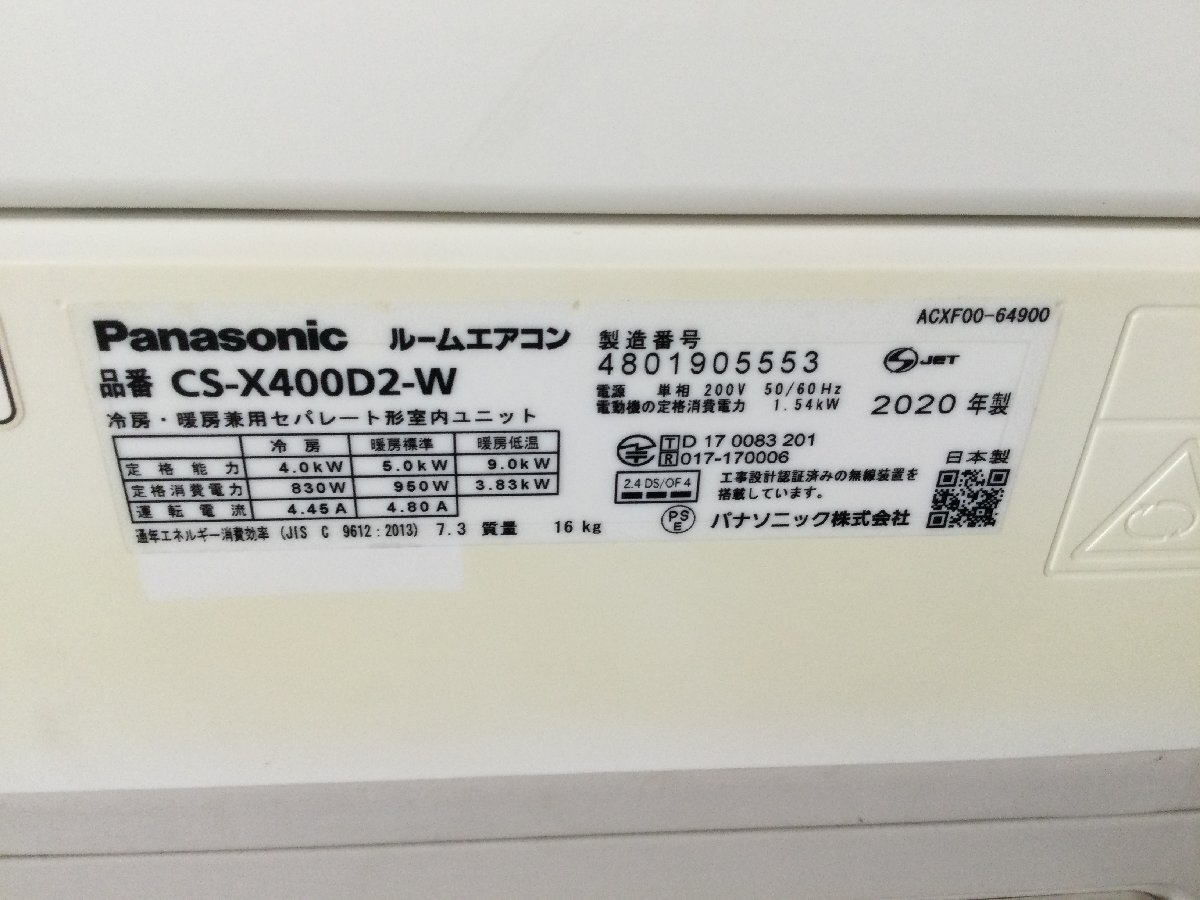 Panasonic ルームエアコン
品番 CS-X400D2-W
冷房・暖房兼用セパレート形室内ユニット
冷房 暖房標準 暖房低温
定格能力 4.0kW 5.0kW 9.0kW
定格消費電力 830W 950W 3.83kW
運転電流 4.45A 4.80A
通年エネルギー消費効率 (JIS C 9612:2013) 7.3 質量 16kg
ACXF00-64900
製造番号
4801905553
JET
電源 単相 200V 50/60Hz
電動機の定格消費電力 1.54kW
2020年製
T D 17 0083 201
R 017-170006
日本製
2.4 DS/OF 4
工事設計認証済みの無線装置を
搭載しています。
PS
E
パナソニック株式会社